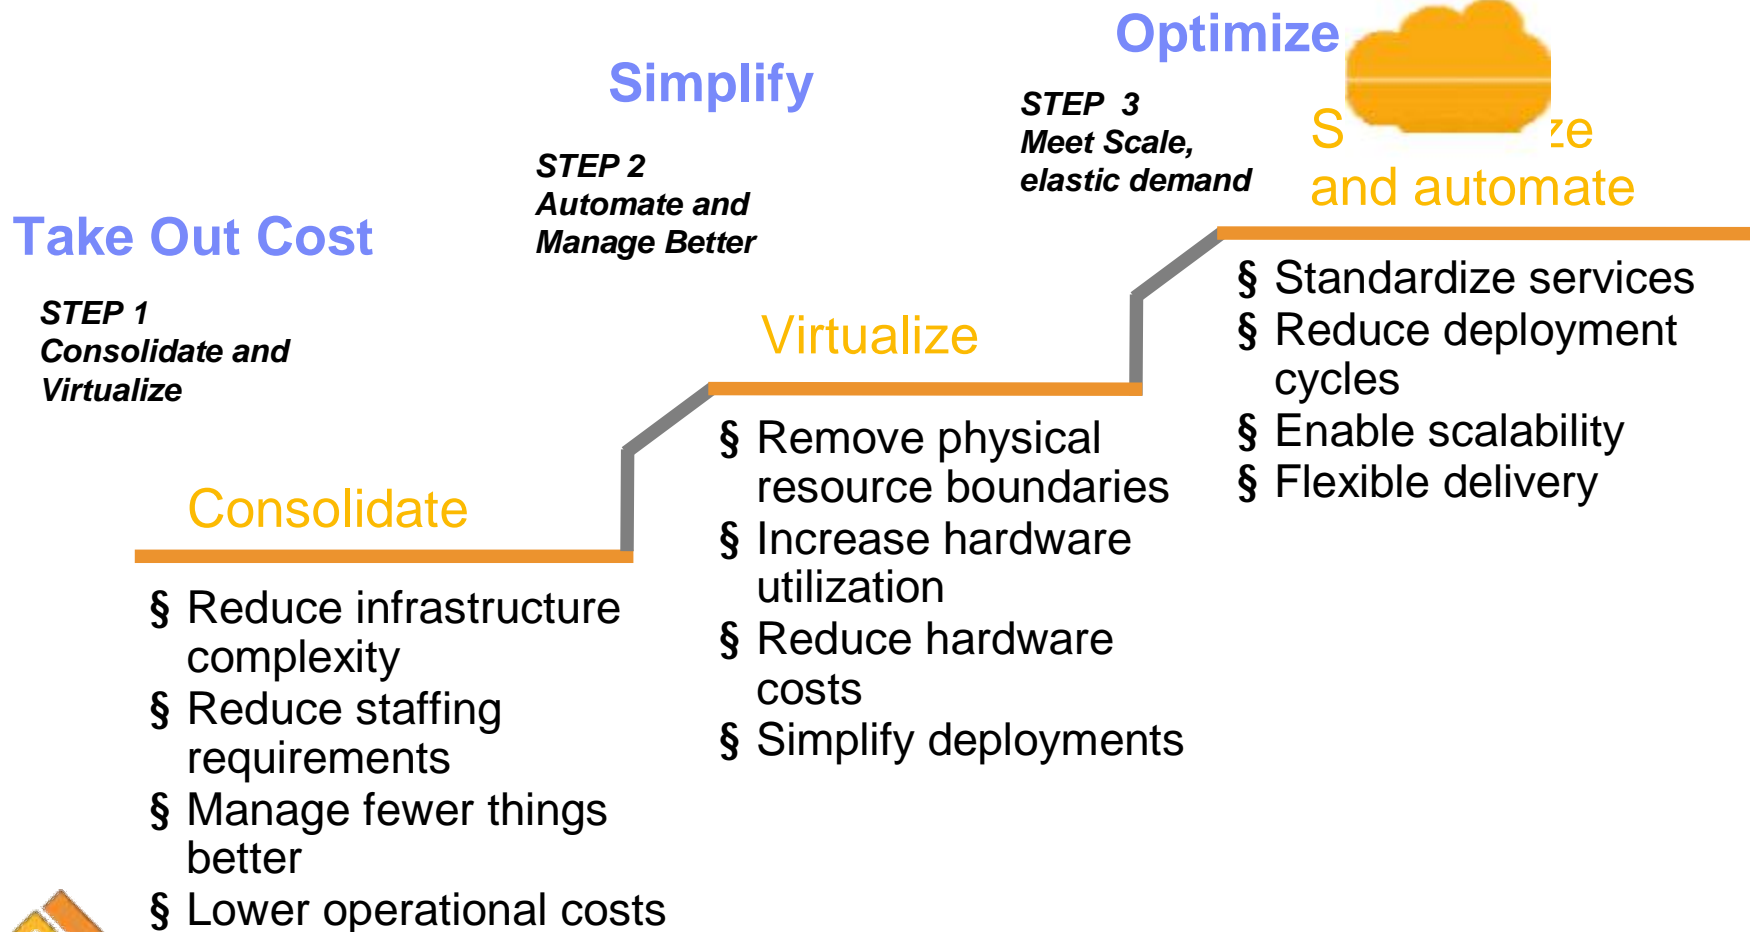 Take Out Cost
STEP 1
Consolidate and
Virtualize
Consolidate
§ Reduce infrastructure
complexity
§ Reduce staffing
requirements
§ Manage fewer things
better
§ Lower operational costs
Simplify
STEP 2
Automate and
Manage Better
Virtualize
§ Remove physical
resource boundaries
§ Increase hardware
utilization
§ Reduce hardware
costs
§ Simplify deployments
Optimize
STEP 3
Meet Scale,
elastic demand
and automate
§ Standardize services
§ Reduce deployment
cycles
§ Enable scalability
§ Flexible delivery